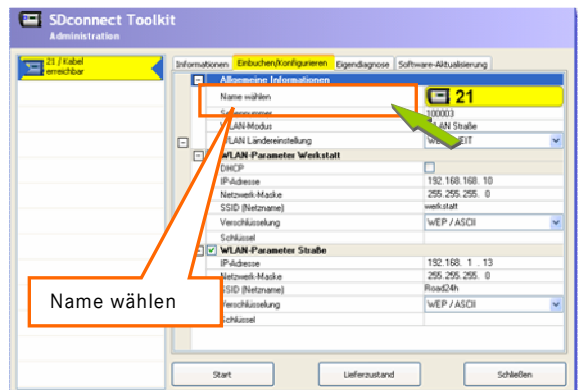 SDconnect Toolkit
Administration
21 / Kabel
erreichbar
Informationen Einbuchen/Konfigurieren Eigendiagnose Software-Aktualisierung
Allgemeine Informationen
Name wählen 21
100003
WLAN-Modus WLAN Straße
WLAN Ländereinstellung
WLAN-Parameter Werkstatt
DHCP
IP-Adresse 192.168.168. 10
Netzwerk-Maske 255.255.255. 0
SSID (Netzname) werkstatt
Verschlüsselung WEP / ASCII
Schlüssel
WLAN-Parameter Straße
IP-Adresse 192.168. 1 . 13
Netzwerk-Maske 255.255.255. 0
SSID (Netzname) Road24h
Verschlüsselung WEP / ASCII
Schlüssel
Name wählen
Start Lieferzustand Schließen